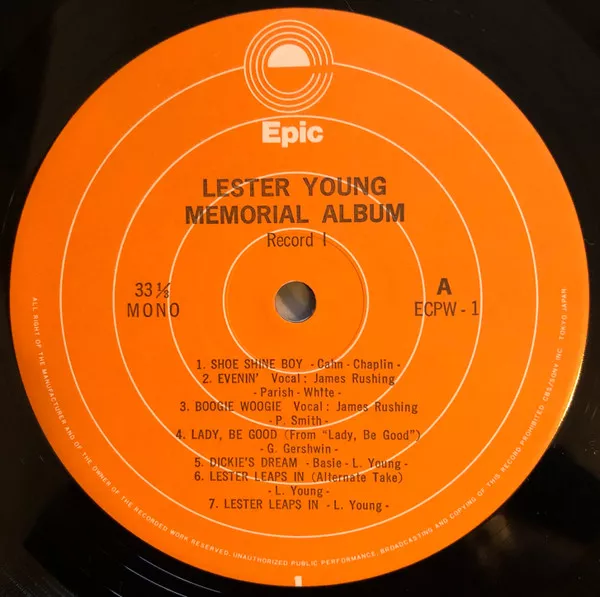 Epic
LESTER YOUNG
MEMORIAL ALBUM
Record I
33 1/3
MONO
A
ECPW - 1
1. SHOE SHINE BOY - Cahn - Chaplin -
2. EVENIN' Vocal : James Rushing
- Parish - White -
3. BOOGIE WOOGIE Vocal : James Rushing
- P. Smith -
4. LADY, BE GOOD (From "Lady, Be Good")
- G. Gershwin -
5. DICKIE'S DREAM - Basie - L. Young -
6. LESTER LEAPS IN (Alternate Take)
- L. Young -
7. LESTER LEAPS IN - L. Young -
ALL RIGHT OF THE MANUFACTURER AND OF THE OWNER OF THE RECORDED WORK RESERVED. UNAUTHORIZED PUBLIC PERFORMANCE, BROADCASTING AND COPYING OF THIS RECORD PROHIBITED. CBS/SONY INC. TOKYO JAPAN